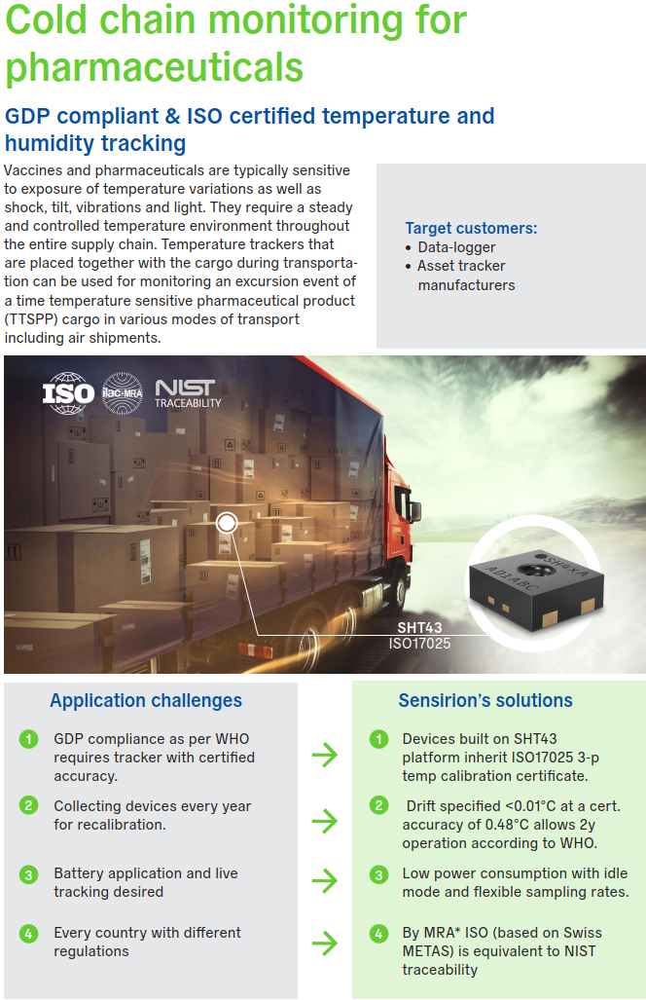 Cold chain monitoring for
pharmaceuticals
GDP compliant & ISO certified temperature and
humidity tracking
Vaccines and pharmaceuticals are typically sensitive
to exposure of temperature variations as well as
shock, tilt, vibrations and light. They require a steady
and controlled temperature environment throughout
the entire supply chain. Temperature trackers that
are placed together with the cargo during transporta-
tion can be used for monitoring an excursion event of
a time temperature sensitive pharmaceutical product
(TTSPP) cargo in various modes of transport
including air shipments.
Target customers:
• Data-logger
• Asset tracker
manufacturers
ISO
ilac-MRA
NIST
TRACEABILITY
SHT43
ISO17025
SH4XA
AD1ABC
Application challenges
1 GDP compliance as per WHO
requires tracker with certified
accuracy.
2 Collecting devices every year
for recalibration.
3 Battery application and live
tracking desired
4 Every country with different
regulations
Sensirion's solutions
1 Devices built on SHT43
platform inherit ISO17025 3-p
temp calibration certificate.
2 Drift specified <0.01°C at a cert.
accuracy of 0.48°C allows 2y
operation according to WHO.
3 Low power consumption with idle
mode and flexible sampling rates.
4 By MRA* ISO (based on Swiss
METAS) is equivalent to NIST
traceability